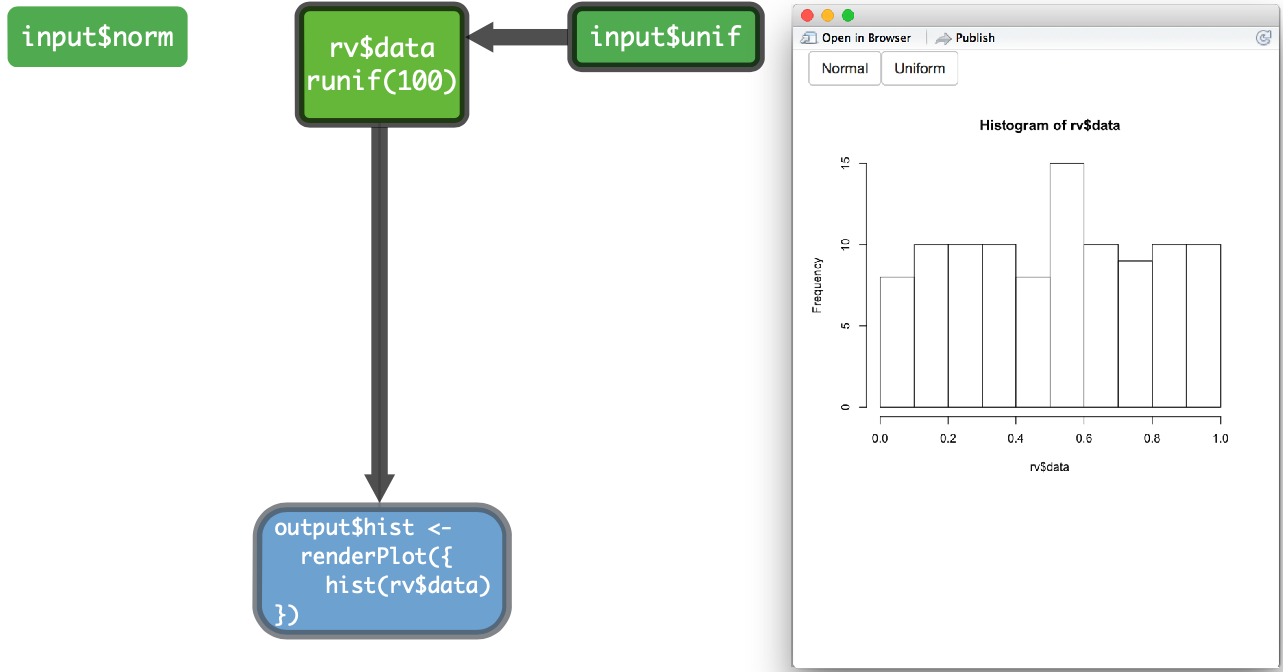 input$norm
rv$data
runif(100)
input$unif
output$hist <-
  renderPlot({
    hist(rv$data)
})
Open in Browser
Publish
Normal
Uniform
Histogram of rv$data
Frequency
15
10
5
0
0.0 0.2 0.4 0.6 0.8 1.0
rv$data